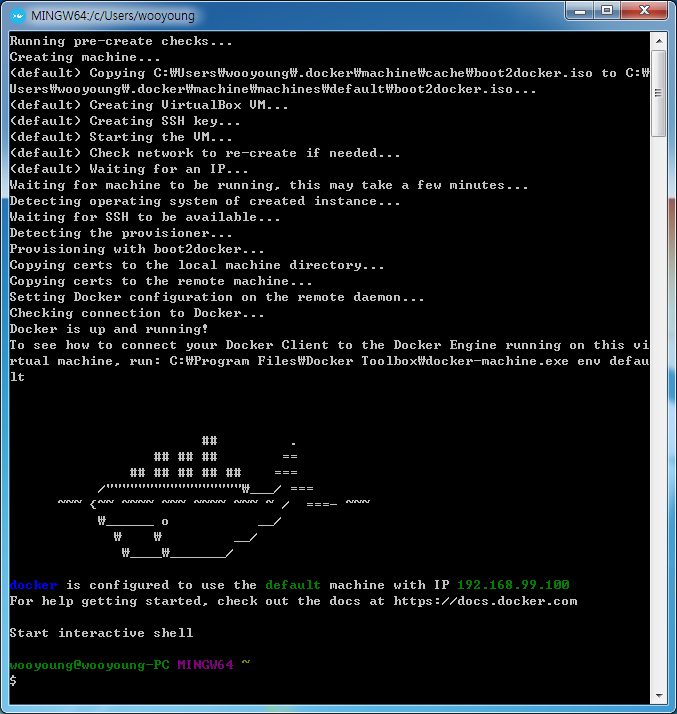 MINGW64:/c/Users/wooyoung
Running pre-create checks...
Creating machine...
(default) Copying C:₩Users₩wooyoung₩.docker₩machine₩cache₩boot2docker.iso to C:₩
Users₩wooyoung₩.docker₩machine₩machines₩default₩boot2docker.iso...
(default) Creating VirtualBox VM...
(default) Creating SSH key...
(default) Starting the VM...
(default) Check network to re-create if needed...
(default) Waiting for an IP...
Waiting for machine to be running, this may take a few minutes...
Detecting operating system of created instance...
Waiting for SSH to be available...
Detecting the provisioner...
Provisioning with boot2docker...
Copying certs to the local machine directory...
Copying certs to the remote machine...
Setting Docker configuration on the remote daemon...
Checking connection to Docker...
Docker is up and running!
To see how to connect your Docker Client to the Docker Engine running on this vi
rtual machine, run: C:₩Program Files₩Docker Toolbox₩docker-machine.exe env defau
lt
                        ##         .
                  ## ## ##        ==
               ## ## ## ## ##    ===
           /"""""""""""""""""₩___/ ===
      ~~~ {~~ ~~~~ ~~~ ~~~~ ~~~ ~ /  ===- ~~~
           ₩______ o           __/
             ₩    ₩         __/
              ₩____₩_______/
docker is configured to use the default machine with IP 192.168.99.100
For help getting started, check out the docs at https://docs.docker.com
Start interactive shell
wooyoung@wooyoung-PC MINGW64 ~
$